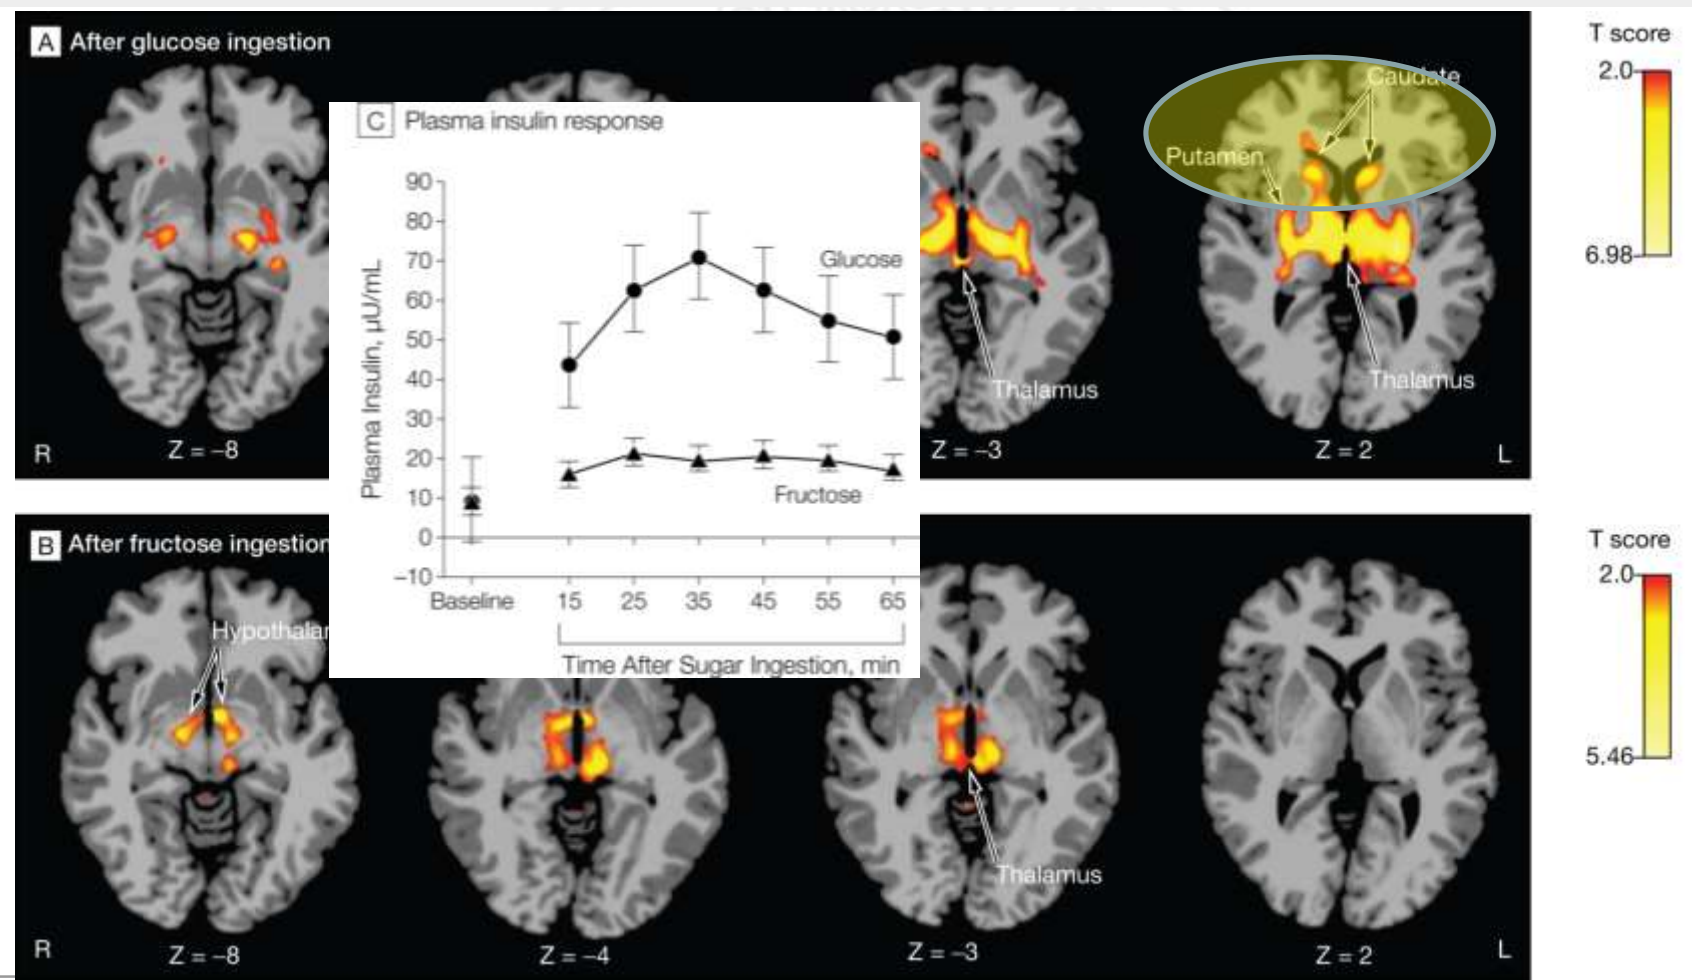 A After glucose ingestion
T score
2.0
6.98
Caudate
Putamen
Thalamus
Thalamus
R
Z = –8
Z = –3
Z = 2
L
C Plasma insulin response
Plasma Insulin, µU/mL
90
80
70
60
50
40
30
20
10
0
–10
Glucose
Fructose
Baseline
15 25 35 45 55 65
Time After Sugar Ingestion, min
B After fructose ingestion
T score
2.0
5.46
Hypothalar
Thalamus
R
Z = –8
Z = –4
Z = –3
Z = 2
L